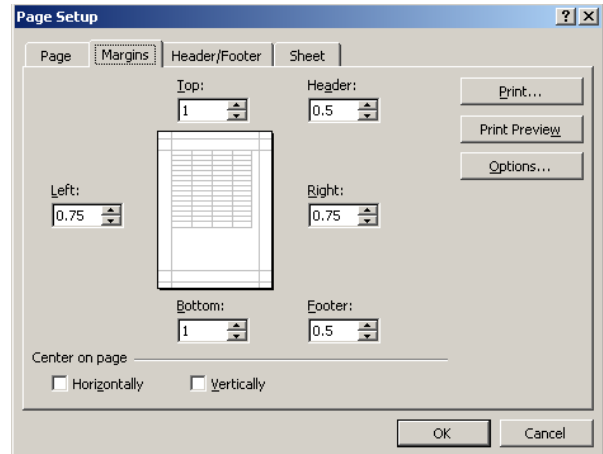 Page Setup
Page Margins Header/Footer Sheet
Top: Header:
1 0.5
Print...
Print Preview
Options...
Left: Right:
0.75 0.75
Bottom: Footer:
1 0.5
Center on page
Horizontally Vertically
OK Cancel